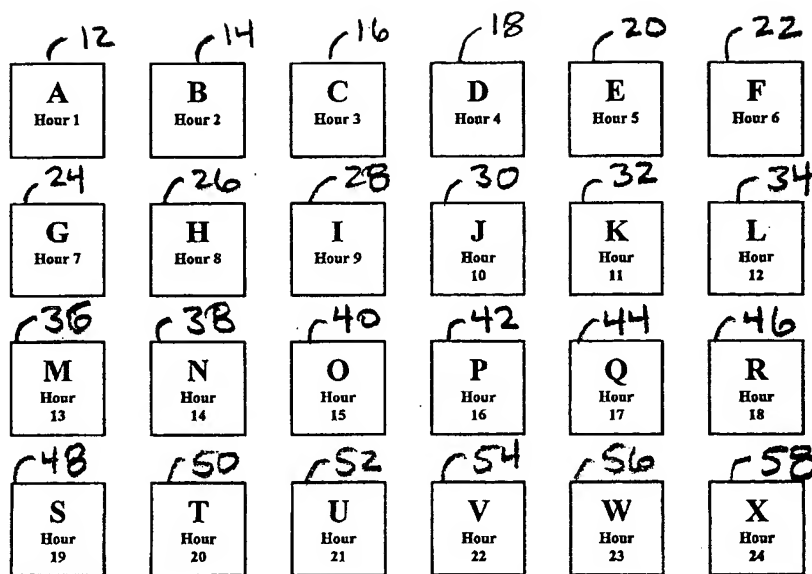 12 14 16 18 20 22
A B C D E F
Hour 1 Hour 2 Hour 3 Hour 4 Hour 5 Hour 6
24 26 28 30 32 34
G H I J K L
Hour 7 Hour 8 Hour 9 Hour Hour Hour
10 11 12
36 38 40 42 44 46
M N O P Q R
Hour Hour Hour Hour Hour Hour
13 14 15 16 17 18
48 50 52 54 56 58
S T U V W X
Hour Hour Hour Hour Hour Hour
19 20 21 22 23 24